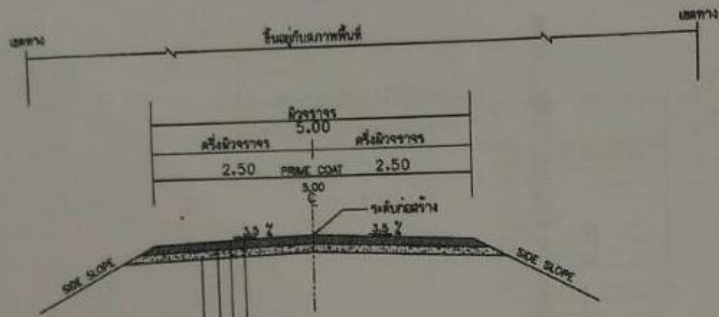 เขตทาง
ขึ้นอยู่กับสภาพพื้นที่
เขตทาง
ผิวจราจร
5.00
ครึ่งผิวจราจร
ครึ่งผิวจราจร
2.50
PRIME COAT
2.50
5.00
ระดับก่อสร้าง
3.5 %
3.5 %
SIDE SLOPE
SIDE SLOPE